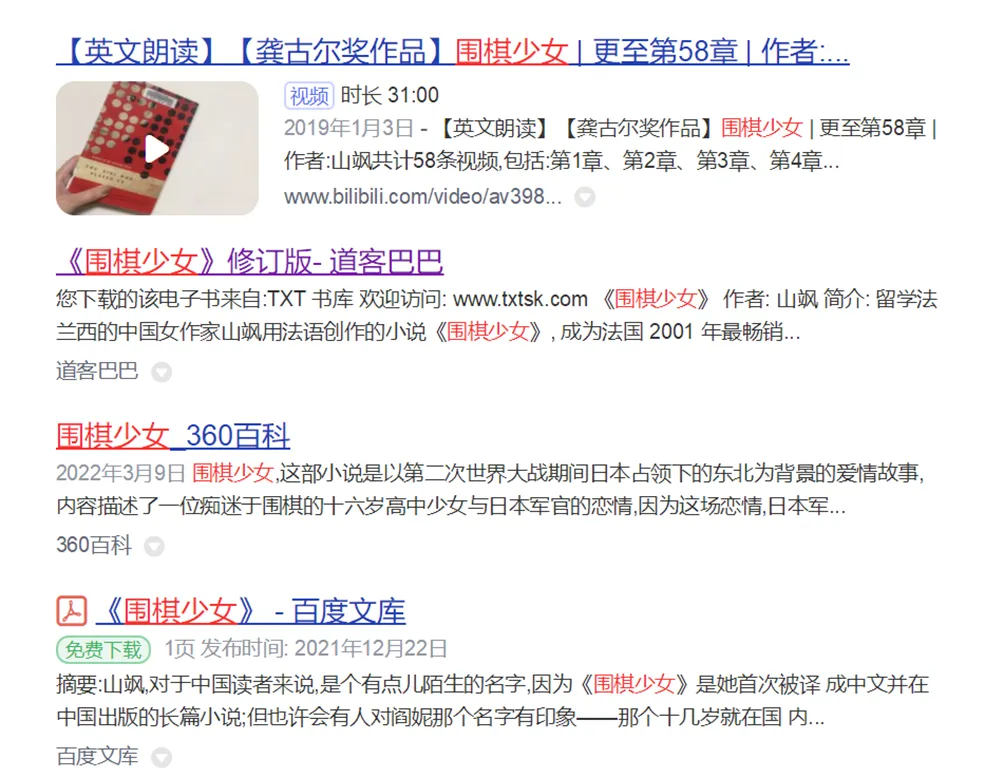 【英文朗读】【龚古尔奖作品】围棋少女 | 更至第58章 | 作者:...
视频 时长 31:00
2019年1月3日 - 【英文朗读】【龚古尔奖作品】围棋少女 | 更至第58章 |
作者:山飒共计58条视频,包括:第1章、第2章、第3章、第4章...
www.bilibili.com/video/av398...
《围棋少女》修订版- 道客巴巴
您下载的该电子书来自:TXT 书库 欢迎访问: www.txtsk.com 《围棋少女》 作者: 山飒 简介: 留学法
兰西的中国女作家山飒用法语创作的小说《围棋少女》, 成为法国 2001 年最畅销...
道客巴巴
围棋少女_360百科
2022年3月9日 围棋少女,这部小说是以第二次世界大战期间日本占领下的东北为背景的爱情故事,
内容描述了一位痴迷于围棋的十六岁高中少女与日本军官的恋情,因为这场恋情,日本军...
360百科
《围棋少女》 - 百度文库
免费下载 1页 发布时间: 2021年12月22日
摘要:山飒,对于中国读者来说,是个有点儿陌生的名字,因为《围棋少女》是她首次被译 成中文并在
中国出版的长篇小说;但也许会有人对阎妮那个名字有印象——那个十几岁就在国 内...
百度文库